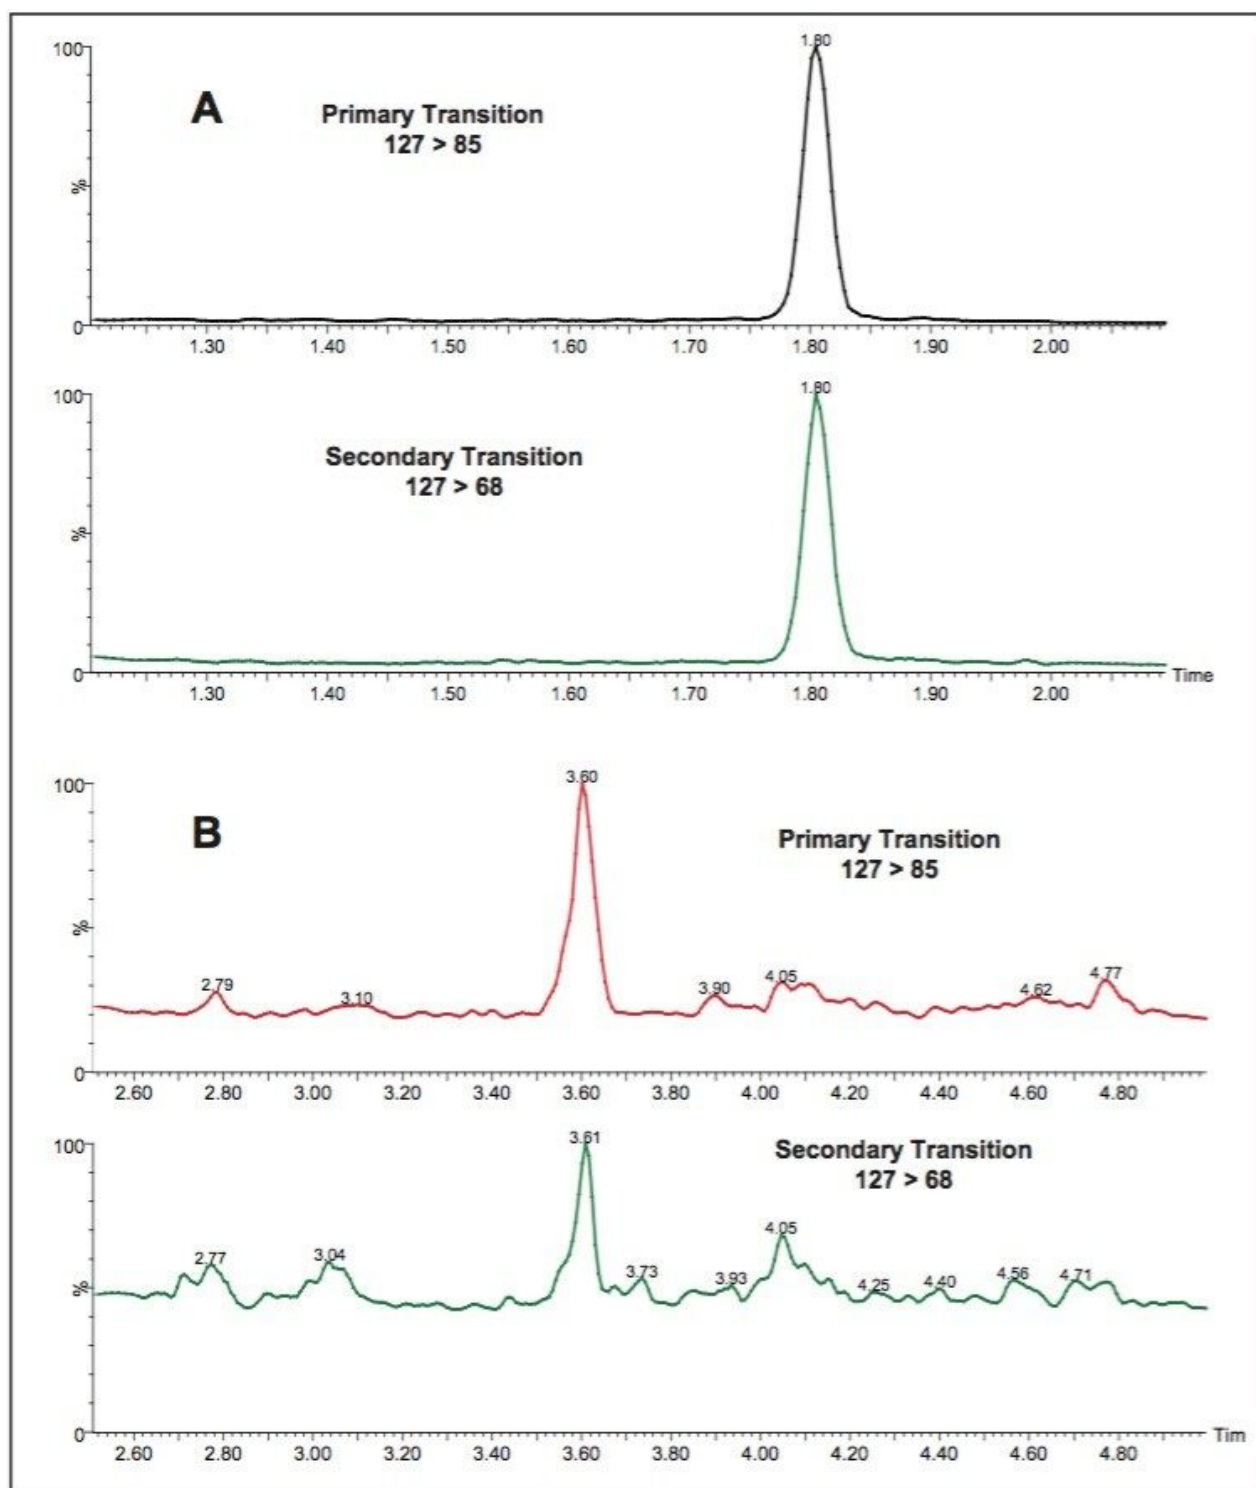 100
1.80
A
Primary Transition
127 > 85
%
0
1.30 1.40 1.50 1.60 1.70 1.80 1.90 2.00
100
1.80
Secondary Transition
127 > 68
%
0
Time
1.30 1.40 1.50 1.60 1.70 1.80 1.90 2.00
100
3.60
B
Primary Transition
127 > 85
%
2.79 3.10 3.90 4.05 4.62 4.77
0
2.60 2.80 3.00 3.20 3.40 3.60 3.80 4.00 4.20 4.40 4.60 4.80
100
3.61
Secondary Transition
127 > 68
4.05
2.77 3.04 3.73 3.93 4.25 4.40 4.56 4.71
%
0
Tim
2.60 2.80 3.00 3.20 3.40 3.60 3.80 4.00 4.20 4.40 4.60 4.80